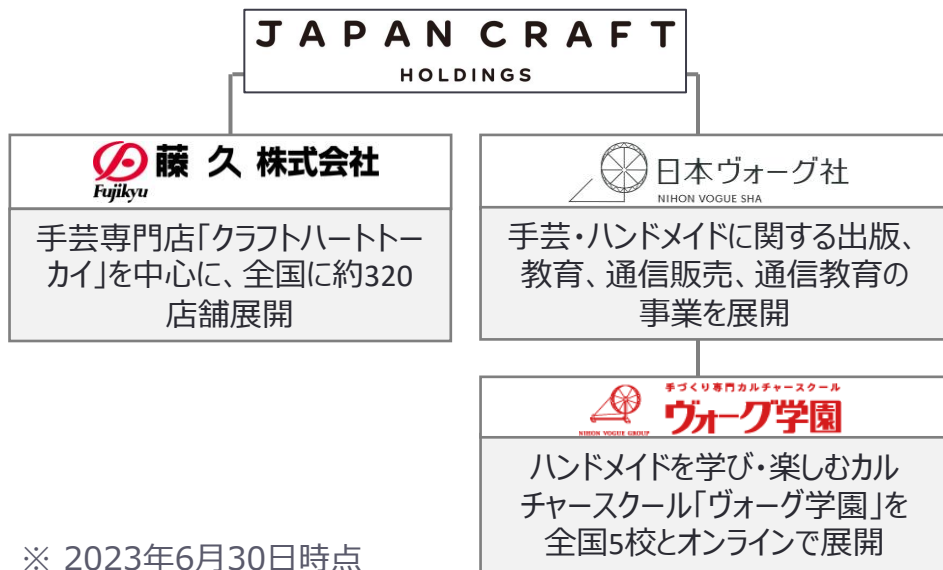 JAPAN CRAFT
HOLDINGS
藤久株式会社
Fujikyu
手芸専門店「クラフトハートトー
カイ」を中心に、全国に約320
店舗展開
日本ヴォーグ社
NIHON VOGUE SHA
手芸・ハンドメイドに関する出版、
教育、通信販売、通信教育の
事業を展開
手づくり専門カルチャースクール
ヴォーグ学園
NIHON VOGUE GROUP
ハンドメイドを学び・楽しむカル
チャースクール「ヴォーグ学園」を
全国5校とオンラインで展開
※ 2023年6月30日時点